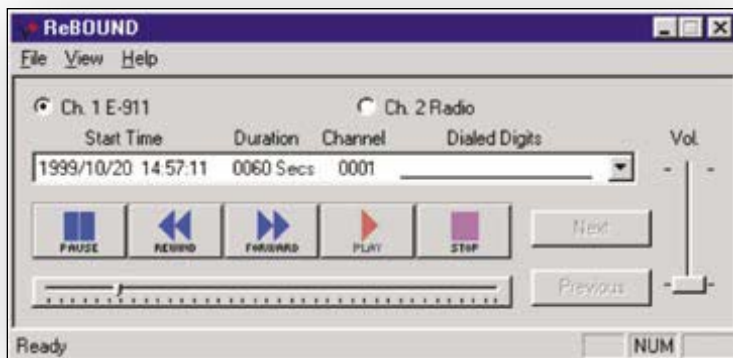 ReBOUND
File View Help
Ch. 1 E-911 Ch. 2 Radio
Start Time Duration Channel Dialed Digits Vol.
1999/10/20 14:57:11 0060 Secs 0001
PAUSE REWIND FORWARD PLAY STOP Next
Previous
Ready NUM